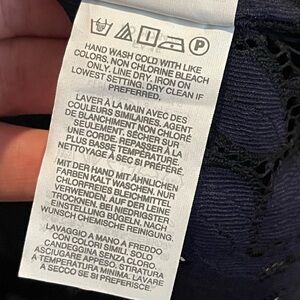 P
HAND WASH COLD WITH LIKE
COLORS, NON CHLORINE BLEACH
ONLY. LINE DRY. IRON ON
LOWEST SETTING. DRY CLEAN IF
PREFERRED.
LAVER À LA MAIN AVEC DES
COULEURS SIMILAIRES. AGENT
DE BLANCHIMENT NON CHLORÉ
SEULEMENT. SÉCHER SUR
UNE CORDE. REPASSER À LA
PLUS BASSE TEMPÉRATURE.
NETTOYAGE À SEC SI PRÉFÉRÉ.
MIT DER HAND MIT ÄHNLICHEN
FARBEN KALT WASCHEN. NUR
CHLORFREIES BLEICHMITTEL
VERWENDEN. AUF DER LEINE
TROCKNEN. BEI NIEDRIGSTER
EINSTELLUNG BÜGELN. NACH
WUNSCH CHEMISCHE REINIGUNG.
LAVAGGIO A MANO A FREDDO
CON COLORI SIMILI. SOLO
CANDEGGINA SENZA CLORO.
ASCIUGARE APPESO. STIRATURA
A TEMPERATURA MINIMA. LAVARE
A SECCO SE SI PREFERISCE.